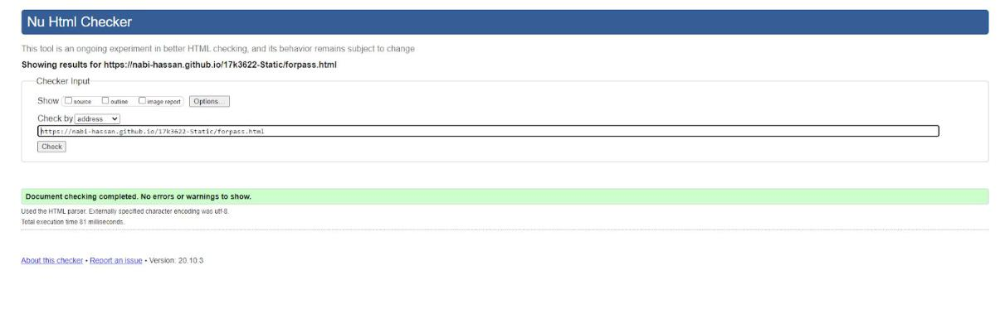 Nu Html Checker
This tool is an ongoing experiment in better HTML checking, and its behavior remains subject to change
Showing results for https://nabi-hassan.github.io/17k3622-Static/forpass.html
Checker Input
Show source outline image report Options...
Check by address
https://nabi-hassan.github.io/17k3622-Static/forpass.html
Check
Document checking completed. No errors or warnings to show.
Used the HTML parser. Externally specified character encoding was utf-8.
Total execution time 81 milliseconds.
About this checker • Report an issue • Version: 20.10.3